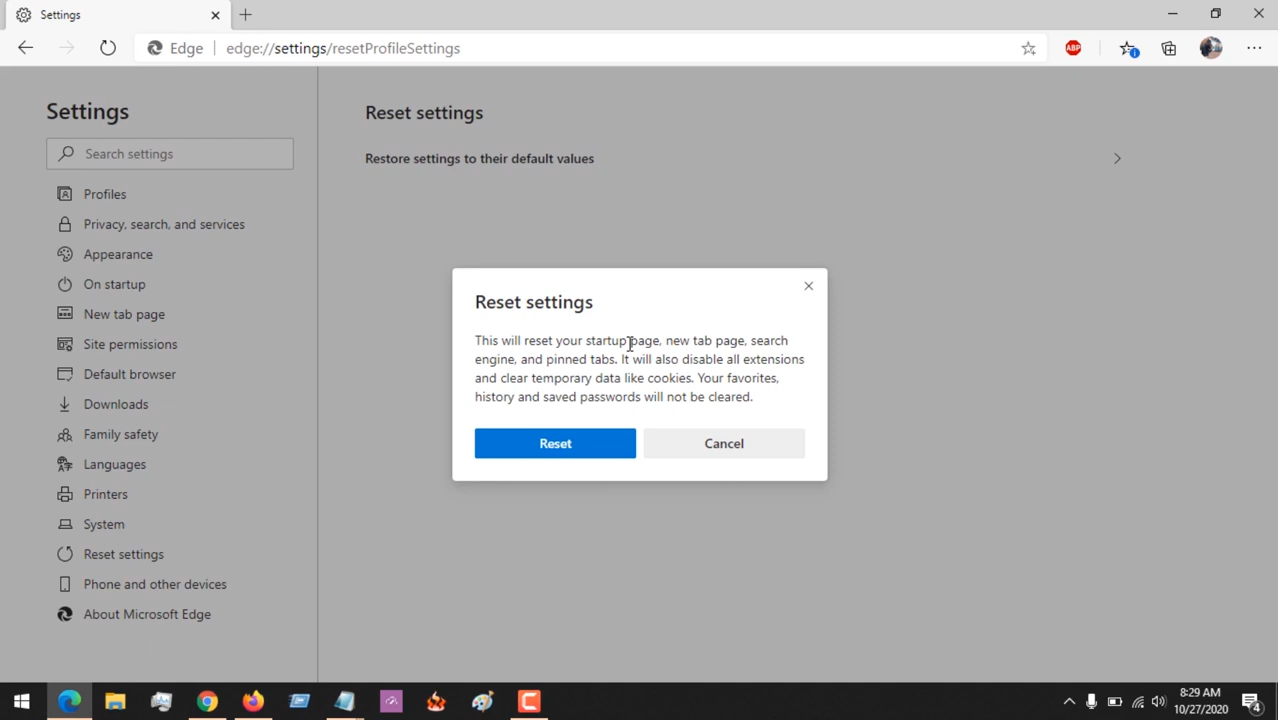 Settings
Edge
edge://settings/resetProfileSettings
ABP
Settings
Search settings
Profiles
Privacy, search, and services
Appearance
On startup
New tab page
Site permissions
Default browser
Downloads
Family safety
Languages
Printers
System
Reset settings
Phone and other devices
About Microsoft Edge
Reset settings
Restore settings to their default values
Reset settings
This will reset your startup page, new tab page, search
engine, and pinned tabs. It will also disable all extensions
and clear temporary data like cookies. Your favorites,
history and saved passwords will not be cleared.
Reset
Cancel
8:29 AM
10/27/2020
4